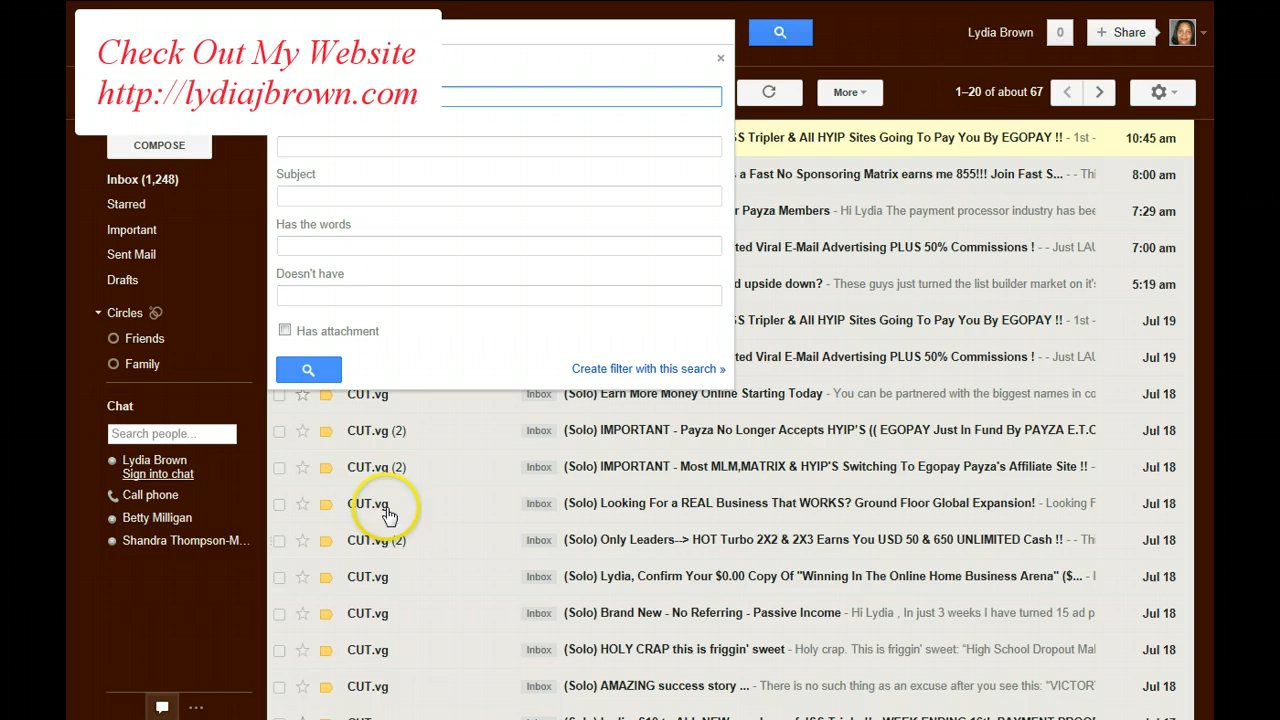 Check Out My Website
http://lydiajbrown.com
Lydia Brown 0 + Share
More 1–20 of about 67
COMPOSE
Inbox (1,248)
Starred
Important
Sent Mail
Drafts
Circles
Friends
Family
Chat
Search people...
Lydia Brown
Sign into chat
Call phone
Betty Milligan
Shandra Thompson-M...
Subject
Has the words
Doesn't have
Has attachment
Create filter with this search »
SS Tripler & All HYIP Sites Going To Pay You By EGOPAY !! - 1st - 10:45 am
a Fast No Sponsoring Matrix earns me 855!!! Join Fast S... - - Thi 8:00 am
r Payza Members - Hi Lydia The payment processor industry has bee 7:29 am
ted Viral E-Mail Advertising PLUS 50% Commissions ! - - Just LAU 7:00 am
d upside down? - These guys just turned the list builder market on it's 5:19 am
SS Tripler & All HYIP Sites Going To Pay You By EGOPAY !! - 1st - Jul 19
ted Viral E-Mail Advertising PLUS 50% Commissions ! - - Just LAU Jul 19
CUT.vg Inbox (Solo) Earn More Money Online Starting Today - You can be partnered with the biggest names in co Jul 18
CUT.vg (2) Inbox (Solo) IMPORTANT - Payza No Longer Accepts HYIP'S (( EGOPAY Just In Fund By PAYZA E.T.C Jul 18
CUT.vg (2) Inbox (Solo) IMPORTANT - Most MLM,MATRIX & HYIP'S Switching To Egopay Payza's Affiliate Site !! - Jul 18
CUT.vg Inbox (Solo) Looking For a REAL Business That WORKS? Ground Floor Global Expansion! - Looking F Jul 18
CUT.vg (2) Inbox (Solo) Only Leaders--> HOT Turbo 2X2 & 2X3 Earns You USD 50 & 650 UNLIMITED Cash !! - Jul 18
CUT.vg Inbox (Solo) Lydia, Confirm Your $0.00 Copy Of "Winning In The Online Home Business Arena" ($... - Jul 18
CUT.vg Inbox (Solo) Brand New - No Referring - Passive Income - Hi Lydia , In just 3 weeks I have turned 15 ad p Jul 18
CUT.vg Inbox (Solo) HOLY CRAP this is friggin' sweet - Holy crap. This is friggin' sweet: "High School Dropout Mal Jul 18
CUT.vg Inbox (Solo) AMAZING success story ... - There is no such thing as an excuse after you see this: "VICTOR Jul 18